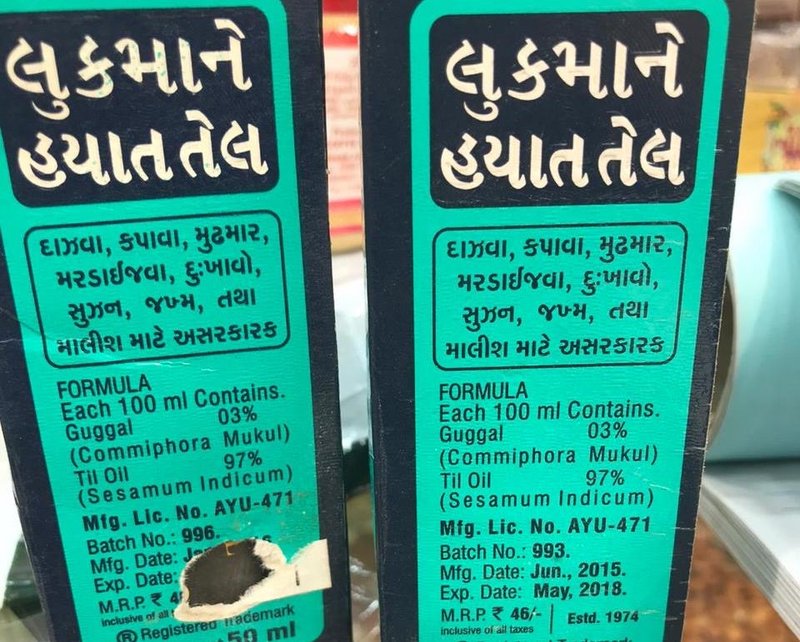 લુકમાને
હયાત તેલ
દાઝવા, કપાવા, મુઢમાર,
મરડાઈજવા, દુઃખાવો,
સુઝન, જખ્મ, તથા
માલીશ માટે અસરકારક
FORMULA
Each 100 ml Contains.
Guggal 03%
(Commiphora Mukul)
Til Oil 97%
(Sesamum Indicum)
Mfg. Lic. No. AYU-471
Batch No.: 996.
Mfg. Date:
Exp. Date:
M.R.P. ₹
inclusive of all
® Registered Trademark
50 ml
લુકમાને
હયાત તેલ
દાઝવા, કપાવા, મુઢમાર,
મરડાઈજવા, દુઃખાવો,
સુઝન, જખ્મ, તથા
માલીશ માટે અસરકારક
FORMULA
Each 100 ml Contains.
Guggal 03%
(Commiphora Mukul)
Til Oil 97%
(Sesamum Indicum)
Mfg. Lic. No. AYU-471
Batch No.: 993.
Mfg. Date: Jun., 2015.
Exp. Date: May, 2018.
M.R.P. ₹ 46/- Estd. 1974
inclusive of all taxes